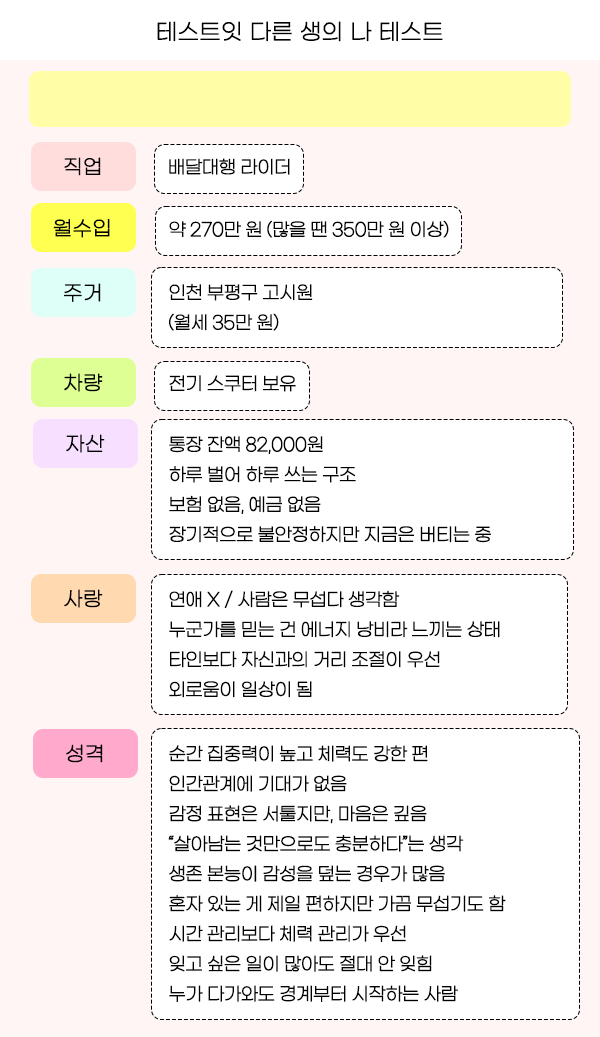 테스트잇 다른 생의 나 테스트
직업
배달대행 라이더
월수입
약 270만 원 (많을 땐 350만 원 이상)
주거
인천 부평구 고시원
(월세 35만 원)
차량
전기 스쿠터 보유
자산
통장 잔액 82,000원
하루 벌어 하루 쓰는 구조
보험 없음, 예금 없음
장기적으로 불안정하지만 지금은 버티는 중
사랑
연애 X / 사람은 무섭다 생각함
누군가를 믿는 건 에너지 낭비라 느끼는 상태
타인보다 자신과의 거리 조절이 우선
외로움이 일상이 됨
성격
순간 집중력이 높고 체력도 강한 편
인간관계에 기대가 없음
감정 표현은 서툴지만, 마음은 깊음
“살아남는 것만으로도 충분하다”는 생각
생존 본능이 감성을 덮는 경우가 많음
혼자 있는 게 제일 편하지만 가끔 무섭기도 함
시간 관리보다 체력 관리가 우선
잊고 싶은 일이 많아도 절대 안 잊힘
누가 다가와도 경계부터 시작하는 사람